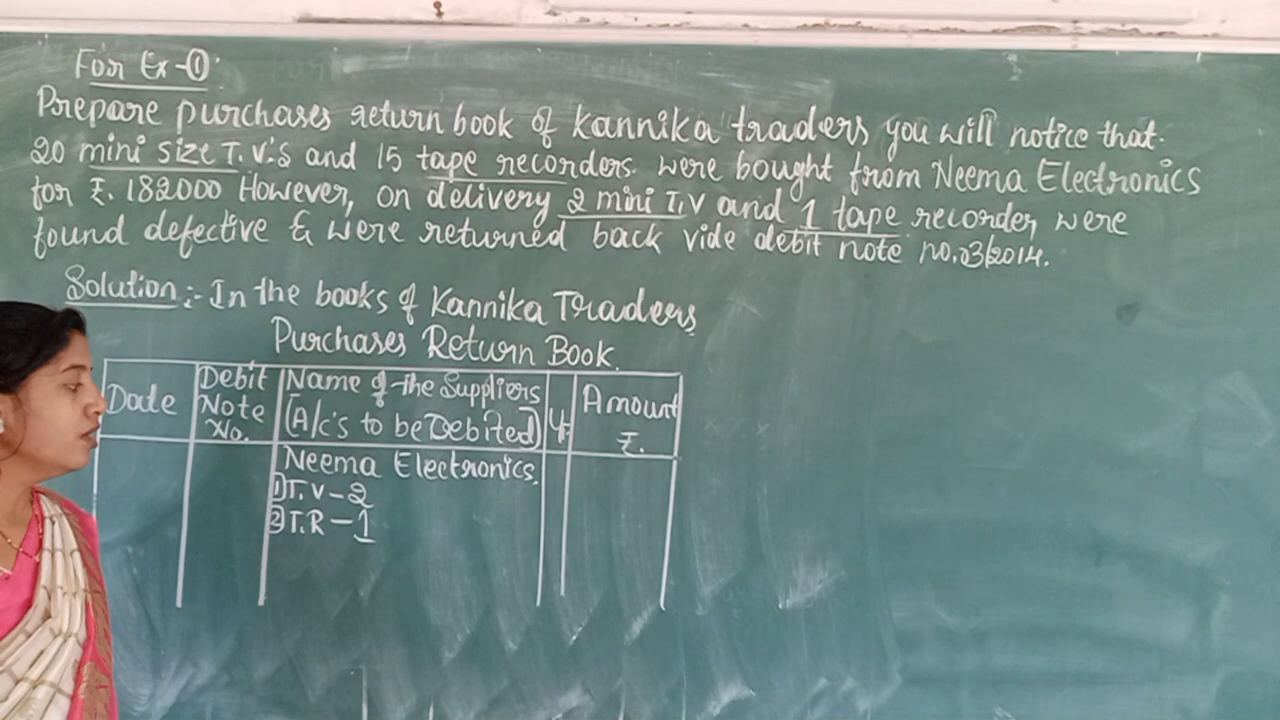 For Ex-①:
Prepare purchases return book of Kannika traders you will notice that.
20 mini size T.V.'s and 15 tape recorders were bought from Neema Electronics
for ₹. 182000 However, on delivery 2 mini T.V and 1 tape recorder were
found defective & were returned back vide debit note no.03/2014.
Solution:- In the books of Kannika Traders
Purchases Return Book.
Date
Debit Note No.
Name of the Suppliers (A/c's to be Debited)
L.F.
Amount ₹.
Neema Electronics.
① T.V-2
② T.R-1